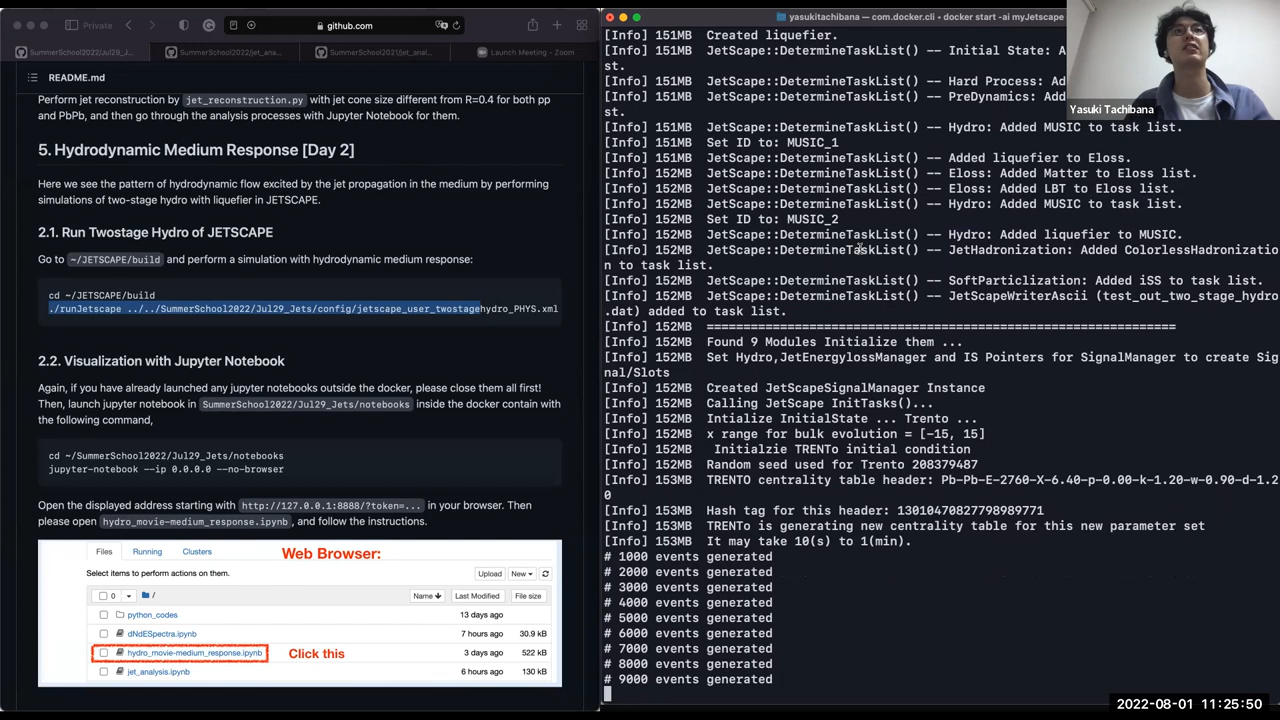 Private
github.com
SummerSchool2022/Jul29_J...
SummerSchool2022/jet_ana...
SummerSchool2021/jet_anal...
Launch Meeting - Zoom
README.md
Perform jet reconstruction by jet_reconstruction.py with jet cone size different from R=0.4 for both pp
and PbPb, and then go through the analysis processes with Jupyter Notebook for them.
5. Hydrodynamic Medium Response [Day 2]
Here we see the pattern of hydrodynamic flow excited by the jet propagation in the medium by performing
simulations of two-stage hydro with liquefier in JETSCAPE.
2.1. Run Twostage Hydro of JETSCAPE
Go to ~/JETSCAPE/build and perform a simulation with hydrodynamic medium response:
cd ~/JETSCAPE/build
./runJetscape ../../SummerSchool2022/Jul29_Jets/config/jetscape_user_twostagehydro_PHYS.xml
2.2. Visualization with Jupyter Notebook
Again, if you have already launched any jupyter notebooks outside the docker, please close them all first!
Then, launch jupyter notebook in SummerSchool2022/Jul29_Jets/notebooks inside the docker contain with
the following command,
cd ~/SummerSchool2022/Jul29_Jets/notebooks
jupyter-notebook --ip 0.0.0.0 --no-browser
Open the displayed address starting with http://127.0.0.1:8888/?token=... in your browser. Then
please open hydro_movie-medium_response.ipynb, and follow the instructions.
Files Running Clusters Web Browser:
Select items to perform actions on them. Upload New
0 / Name Last Modified File size
python_codes 13 days ago
dNdESpectra.ipynb 7 hours ago 30.9 kB
hydro_movie-medium_response.ipynb Click this 3 days ago 522 kB
jet_analysis.ipynb 6 hours ago 130 kB
yasukitachibana — com.docker.cli ‹ docker start -ai myJetscape
[Info] 151MB Created liquefier.
[Info] 151MB JetScape::DetermineTaskList() -- Initial State: A
st.
[Info] 151MB JetScape::DetermineTaskList() -- Hard Process: Ad
[Info] 151MB JetScape::DetermineTaskList() -- PreDynamics: Add
st.
[Info] 151MB JetScape::DetermineTaskList() -- Hydro: Added MUSIC to task list.
[Info] 151MB Set ID to: MUSIC_1
[Info] 151MB JetScape::DetermineTaskList() -- Added liquefier to Eloss.
[Info] 152MB JetScape::DetermineTaskList() -- Eloss: Added Matter to Eloss list.
[Info] 152MB JetScape::DetermineTaskList() -- Eloss: Added LBT to Eloss list.
[Info] 152MB JetScape::DetermineTaskList() -- Hydro: Added MUSIC to task list.
[Info] 152MB Set ID to: MUSIC_2
[Info] 152MB JetScape::DetermineTaskList() -- Hydro: Added liquefier to MUSIC.
[Info] 152MB JetScape::DetermineTaskList() -- JetHadronization: Added ColorlessHadronizatio
n to task list.
[Info] 152MB JetScape::DetermineTaskList() -- SoftParticlization: Added iSS to task list.
[Info] 152MB JetScape::DetermineTaskList() -- JetScapeWriterAscii (test_out_two_stage_hydro
.dat) added to task list.
[Info] 152MB ================================================================
[Info] 152MB Found 9 Modules Initialize them ...
[Info] 152MB Set Hydro,JetEnergylossManager and IS Pointers for SignalManager to create Sig
nal/Slots
[Info] 152MB Created JetScapeSignalManager Instance
[Info] 152MB Calling JetScape InitTasks()...
[Info] 152MB Intialize InitialState ... Trento ...
[Info] 152MB x range for bulk evolution = [-15, 15]
[Info] 152MB Initialzie TRENTo initial condition
[Info] 152MB Random seed used for Trento 208379487
[Info] 153MB TRENTO centrality table header: Pb-Pb-E-2760-X-6.40-p-0.00-k-1.20-w-0.90-d-1.2
0
[Info] 153MB Hash tag for this header: 13010470827798989771
[Info] 153MB TRENTo is generating new centrality table for this new parameter set
[Info] 153MB It may take 10(s) to 1(min).
# 1000 events generated
# 2000 events generated
# 3000 events generated
# 4000 events generated
# 5000 events generated
# 6000 events generated
# 7000 events generated
# 8000 events generated
# 9000 events generated
Yasuki Tachibana
2022-08-01 11:25:50